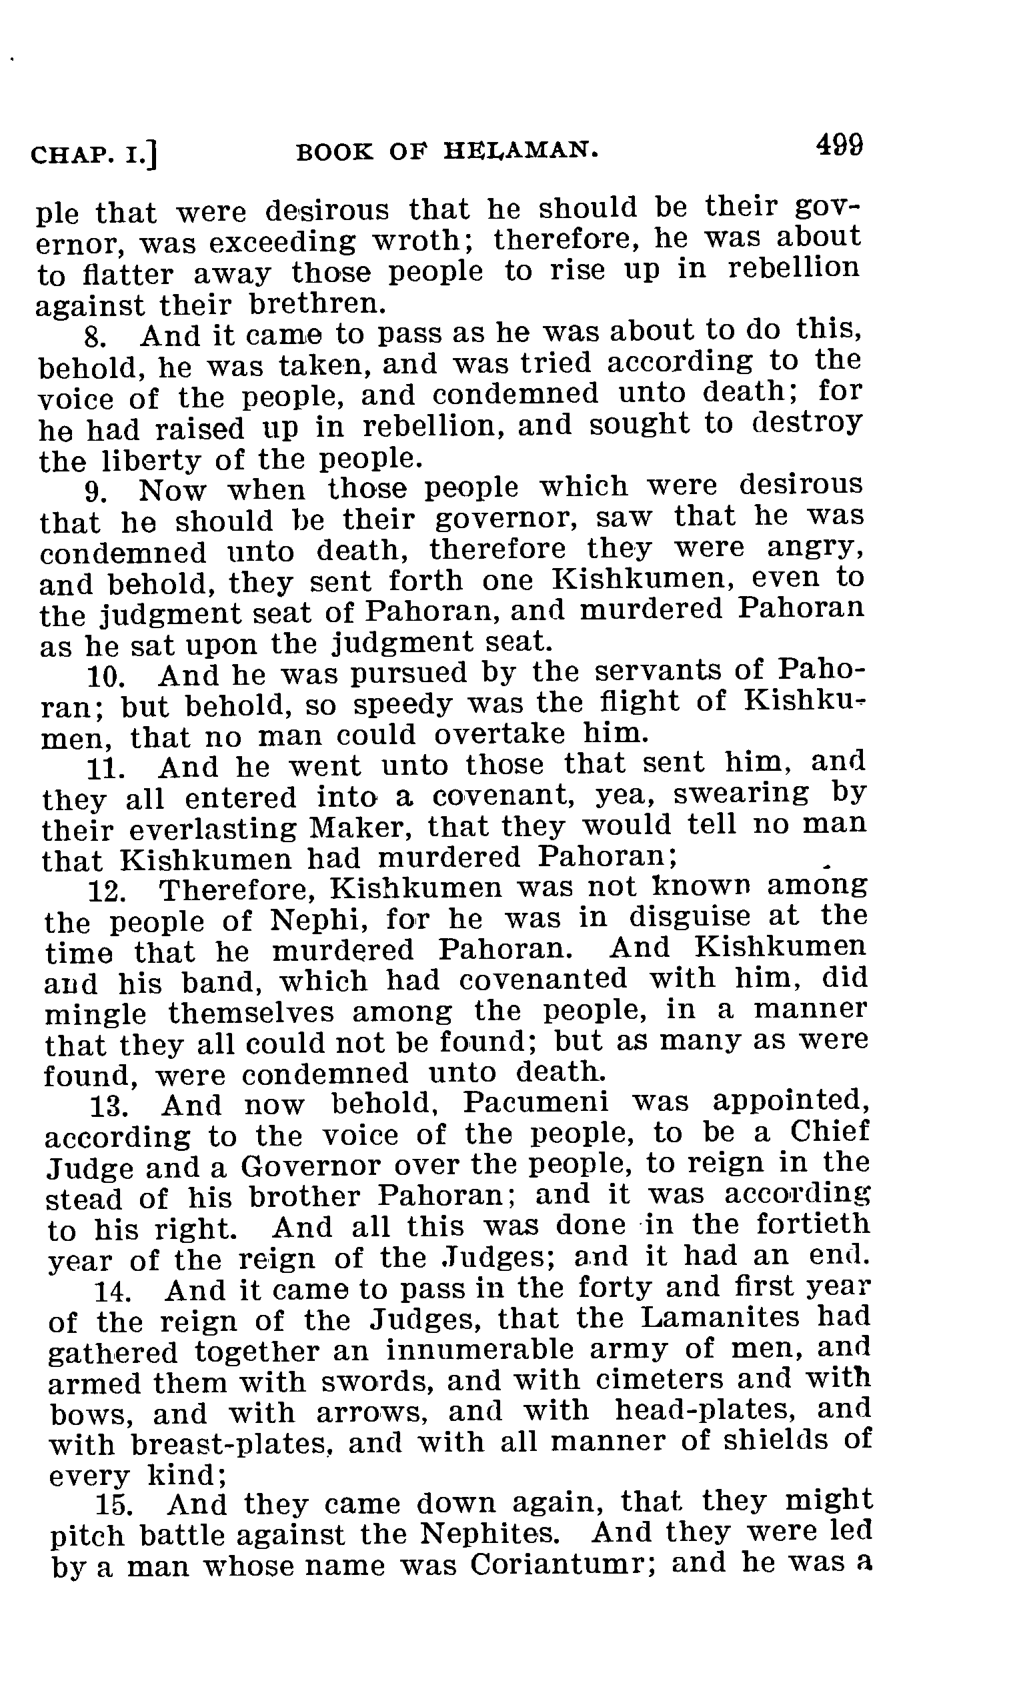 CHAP. I.] BOOK OF HELAMAN. 499
ple that were desirous that he should be their gov-
ernor, was exceeding wroth; therefore, he was about
to flatter away those people to rise up in rebellion
against their brethren.
8. And it came to pass as he was about to do this,
behold, he was taken, and was tried according to the
voice of the people, and condemned unto death; for
he had raised up in rebellion, and sought to destroy
the liberty of the people.
9. Now when those people which were desirous
that he should be their governor, saw that he was
condemned unto death, therefore they were angry,
and behold, they sent forth one Kishkumen, even to
the judgment seat of Pahoran, and murdered Pahoran
as he sat upon the judgment seat.
10. And he was pursued by the servants of Paho-
ran; but behold, so speedy was the flight of Kishku-
men, that no man could overtake him.
11. And he went unto those that sent him, and
they all entered into a covenant, yea, swearing by
their everlasting Maker, that they would tell no man
that Kishkumen had murdered Pahoran;
12. Therefore, Kishkumen was not known among
the people of Nephi, for he was in disguise at the
time that he murdered Pahoran. And Kishkumen
and his band, which had covenanted with him, did
mingle themselves among the people, in a manner
that they all could not be found; but as many as were
found, were condemned unto death.
13. And now behold, Pacumeni was appointed,
according to the voice of the people, to be a Chief
Judge and a Governor over the people, to reign in the
stead of his brother Pahoran; and it was according
to his right. And all this was done in the fortieth
year of the reign of the Judges; and it had an end.
14. And it came to pass in the forty and first year
of the reign of the Judges, that the Lamanites had
gathered together an innumerable army of men, and
armed them with swords, and with cimeters and with
bows, and with arrows, and with head-plates, and
with breast-plates, and with all manner of shields of
every kind;
15. And they came down again, that they might
pitch battle against the Nephites. And they were led
by a man whose name was Coriantumr; and he was a